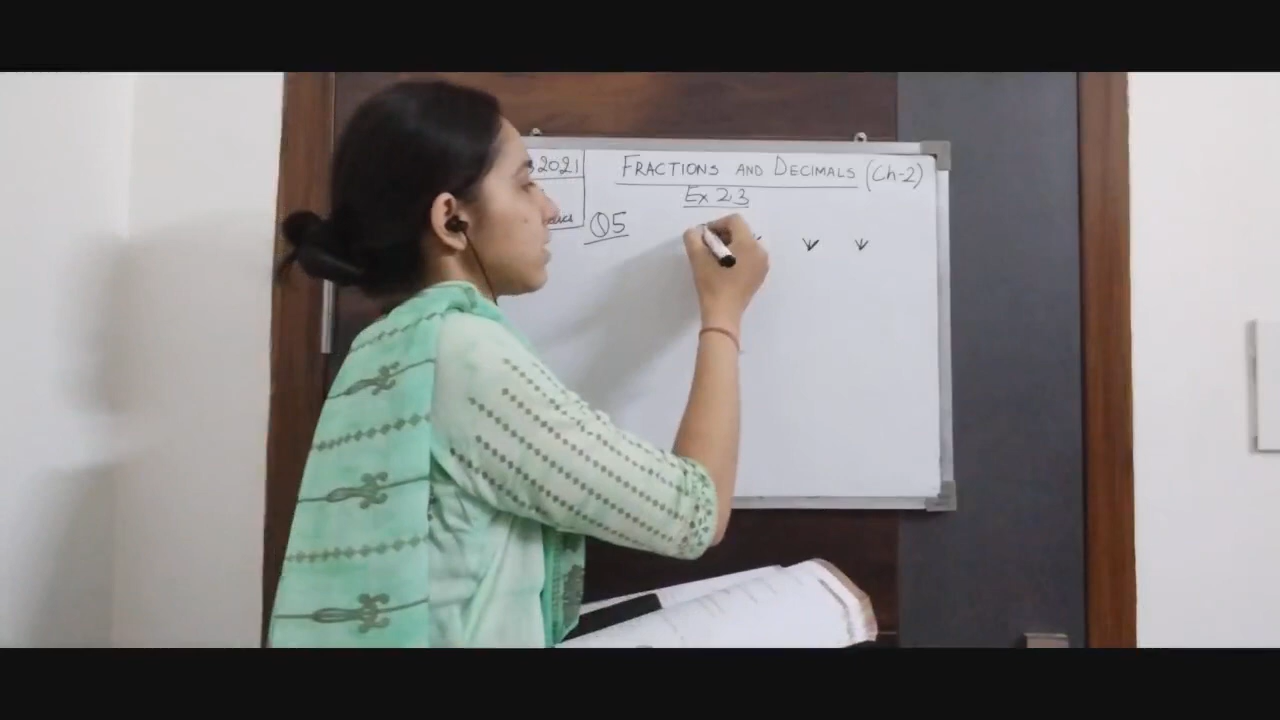 2021
FRACTIONS AND DECIMALS (Ch-2)
Ex 2.3
Q5